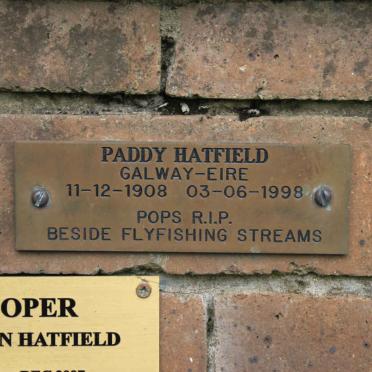 PADDY HATFIELD
GALWAY-EIRE
11-12-1908 03-06-1998
POPS R.I.P.
BESIDE FLYFISHING STREAMS
OPER
N HATFIELD